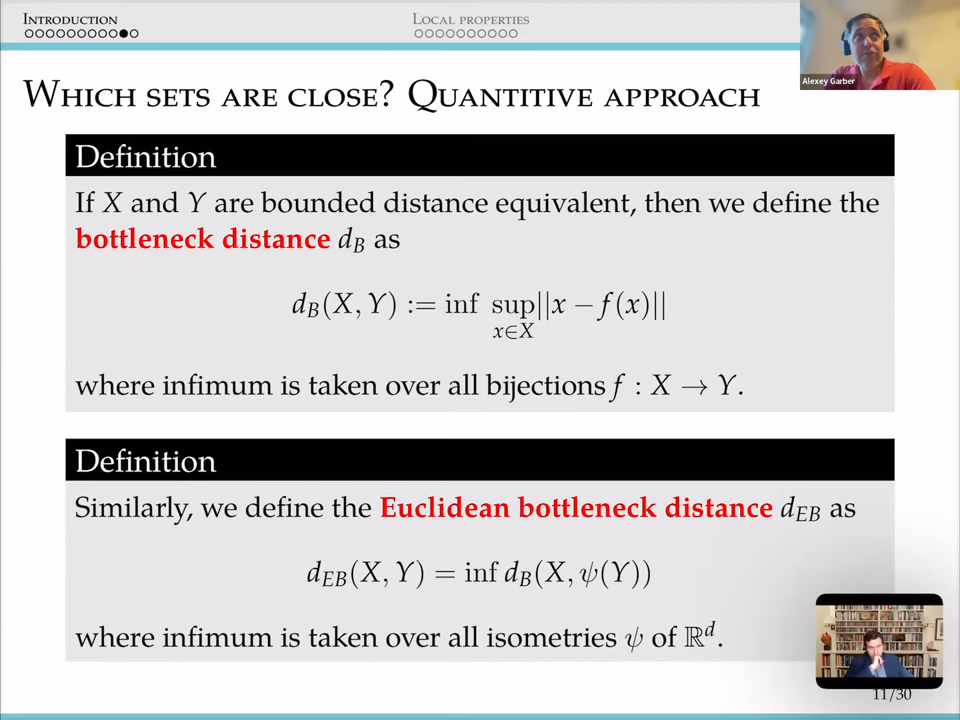 Introduction
Local properties
Alexey Garber
Which sets are close? Quantitive approach
Definition
If X and Y are bounded distance equivalent, then we define the
bottleneck distance d_B as
d_B(X, Y) := inf sup||x − f(x)||
x∈X
where infimum is taken over all bijections f : X → Y.
Definition
Similarly, we define the Euclidean bottleneck distance d_EB as
d_EB(X, Y) = inf d_B(X, ψ(Y))
where infimum is taken over all isometries ψ of ℝ^d.
11/30